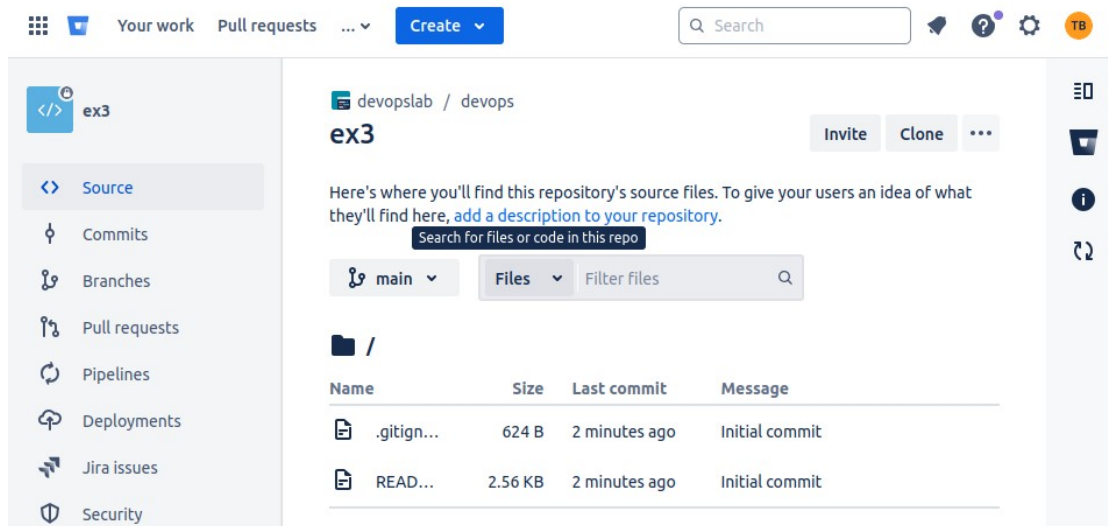 Your work Pull requests ... Create Search TB
</> ex3
Source
Commits
Branches
Pull requests
Pipelines
Deployments
Jira issues
Security
devopslab / devops
ex3
Invite Clone ...
Here's where you'll find this repository's source files. To give your users an idea of what
they'll find here, add a description to your repository.
Search for files or code in this repo
main Files Filter files
/
Name Size Last commit Message
.gitign... 624 B 2 minutes ago Initial commit
READ... 2.56 KB 2 minutes ago Initial commit